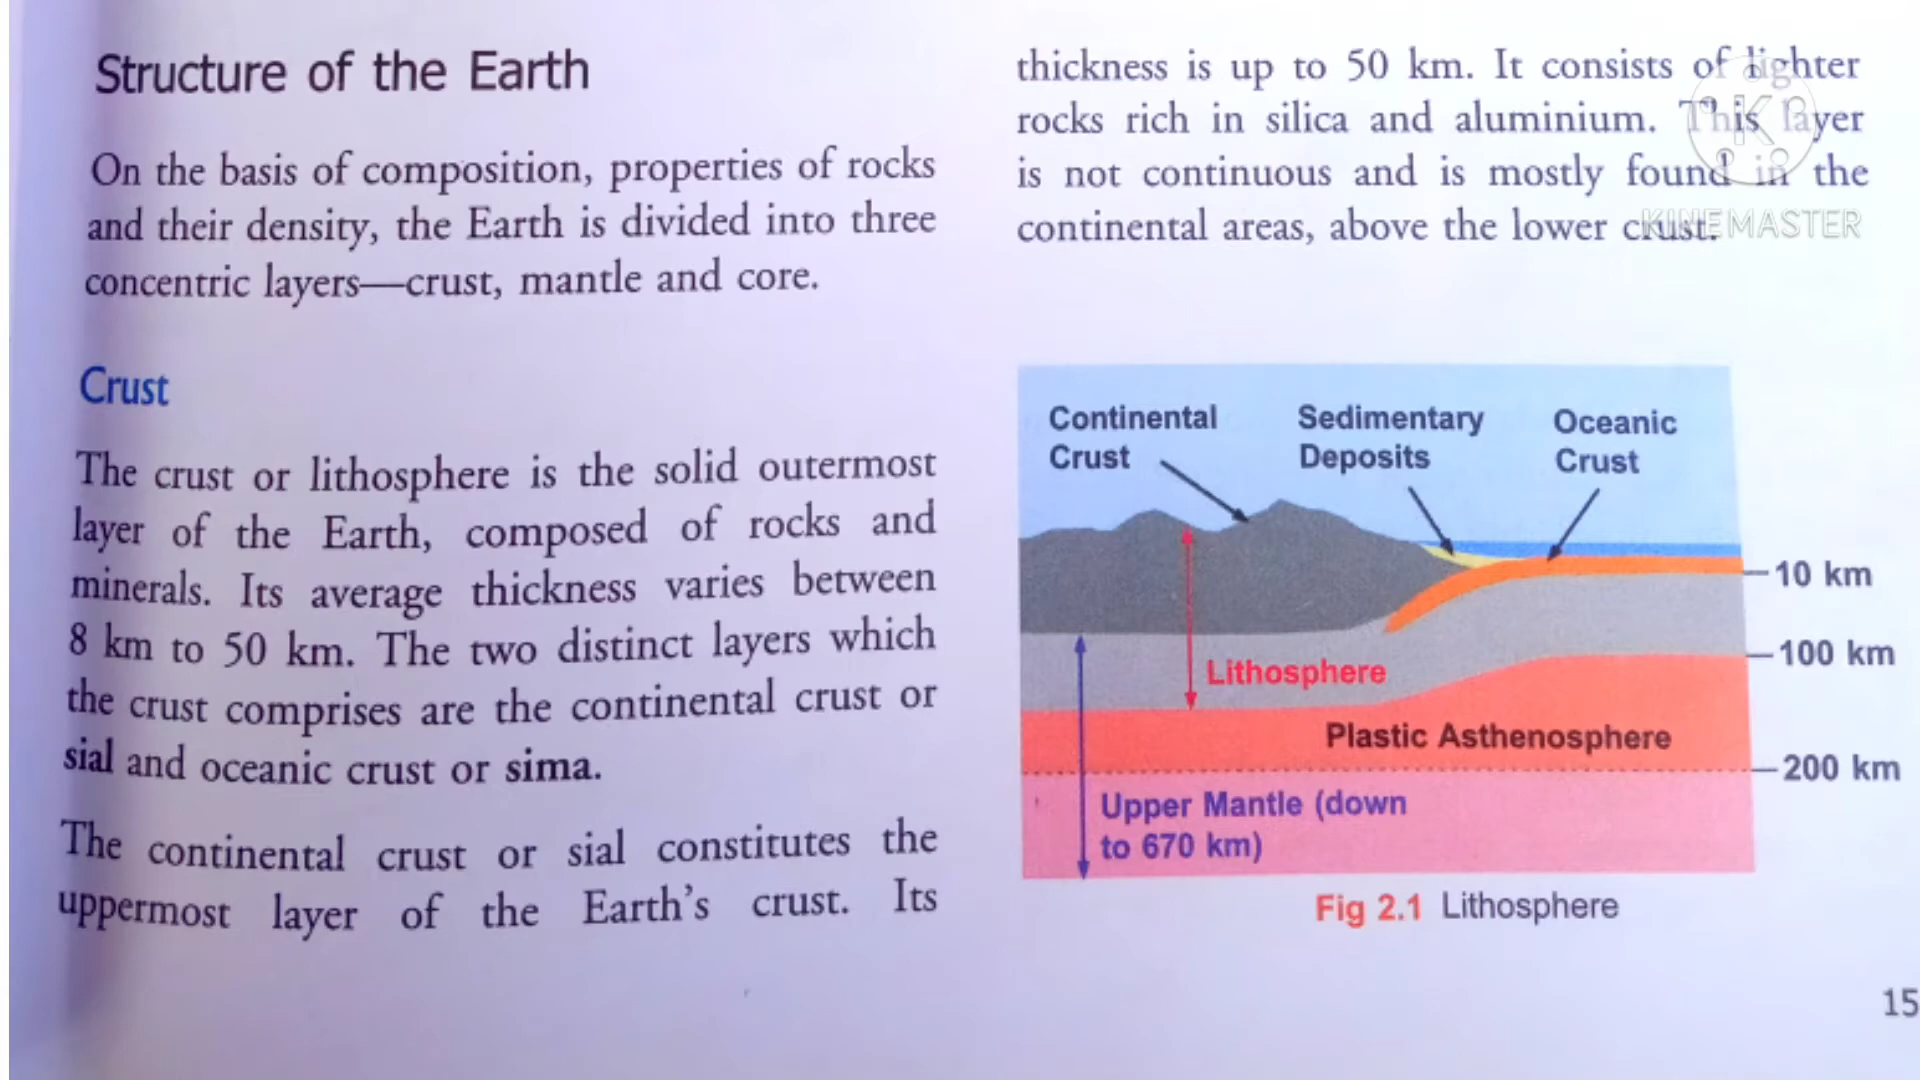 Structure of the Earth
On the basis of composition, properties of rocks
and their density, the Earth is divided into three
concentric layers—crust, mantle and core.
Crust
The crust or lithosphere is the solid outermost
layer of the Earth, composed of rocks and
minerals. Its average thickness varies between
8 km to 50 km. The two distinct layers which
the crust comprises are the continental crust or
sial and oceanic crust or sima.
The continental crust or sial constitutes the
uppermost layer of the Earth's crust. Its
thickness is up to 50 km. It consists of lighter
rocks rich in silica and aluminium. This layer
is not continuous and is mostly found in the
continental areas, above the lower crust.
K
KINEMASTER
Continental
Crust
Sedimentary
Deposits
Oceanic
Crust
10 km
100 km
Lithosphere
Plastic Asthenosphere
200 km
Upper Mantle (down
to 670 km)
Fig 2.1 Lithosphere
15